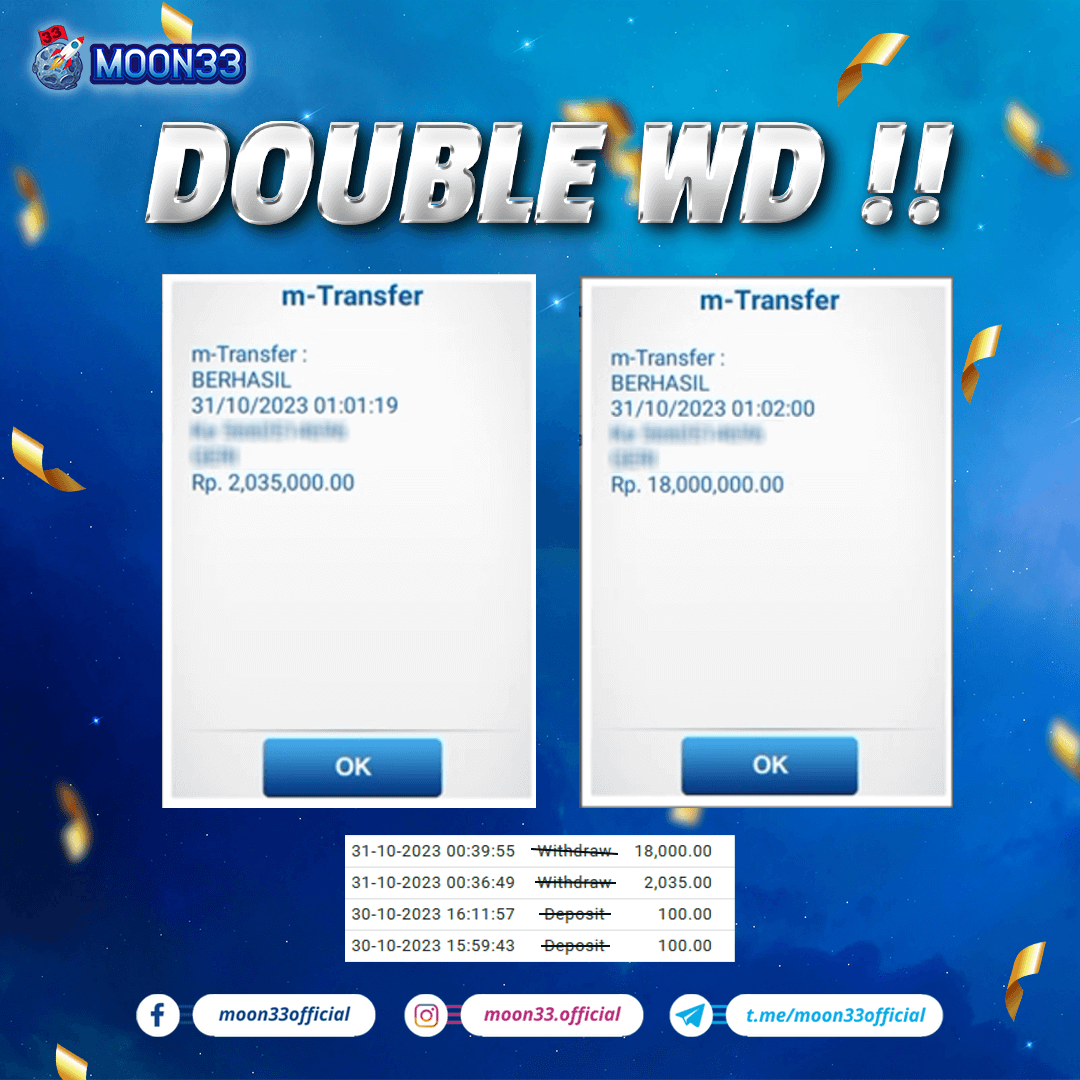 33
MOON33
DOUBLE WD !!
m-Transfer
m-Transfer :
BERHASIL
31/10/2023 01:01:19
Rp. 2,035,000.00
OK
m-Transfer
m-Transfer :
BERHASIL
31/10/2023 01:02:00
Rp. 18,000,000.00
OK
31-10-2023 00:39:55 Withdraw 18,000.00
31-10-2023 00:36:49 Withdraw 2,035.00
30-10-2023 16:11:57 Deposit 100.00
30-10-2023 15:59:43 Deposit 100.00
moon33official
moon33.official
t.me/moon33official